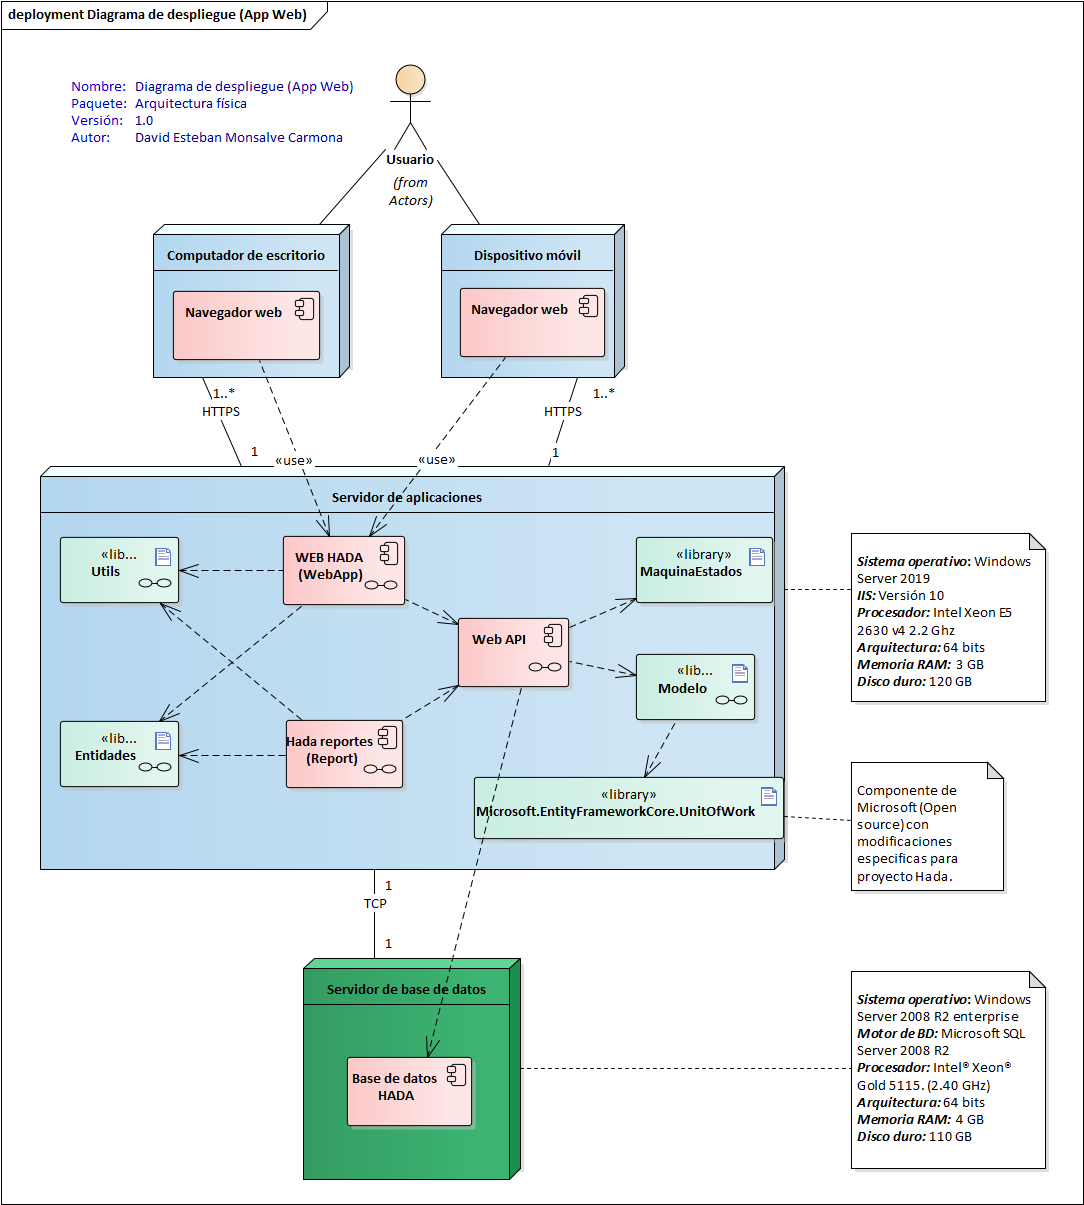 deployment Diagrama de despliegue (App Web)
Nombre: Diagrama de despliegue (App Web)
Paquete: Arquitectura física
Versión: 1.0
Autor: David Esteban Monsalve Carmona
Usuario
(from
Actors)
Computador de escritorio
Navegador web
Dispositivo móvil
Navegador web
1..*
HTTPS
1
1..*
HTTPS
1
«use»
«use»
Servidor de aplicaciones
«lib...
Utils
WEB HADA
(WebApp)
«library»
MaquinaEstados
Web API
«lib...
Modelo
«lib...
Entidades
Hada reportes
(Report)
«library»
Microsoft.EntityFrameworkCore.UnitOfWork
Sistema operativo: Windows
Server 2019
IIS: Versión 10
Procesador: Intel Xeon E5
2630 v4 2.2 Ghz
Arquitectura: 64 bits
Memoria RAM: 3 GB
Disco duro: 120 GB
Componente de
Microsoft (Open
source) con
modificaciones
especificas para
proyecto Hada.
1
TCP
1
Servidor de base de datos
Base de datos
HADA
Sistema operativo: Windows
Server 2008 R2 enterprise
Motor de BD: Microsoft SQL
Server 2008 R2
Procesador: Intel® Xeon®
Gold 5115. (2.40 GHz)
Arquitectura: 64 bits
Memoria RAM: 4 GB
Disco duro: 110 GB